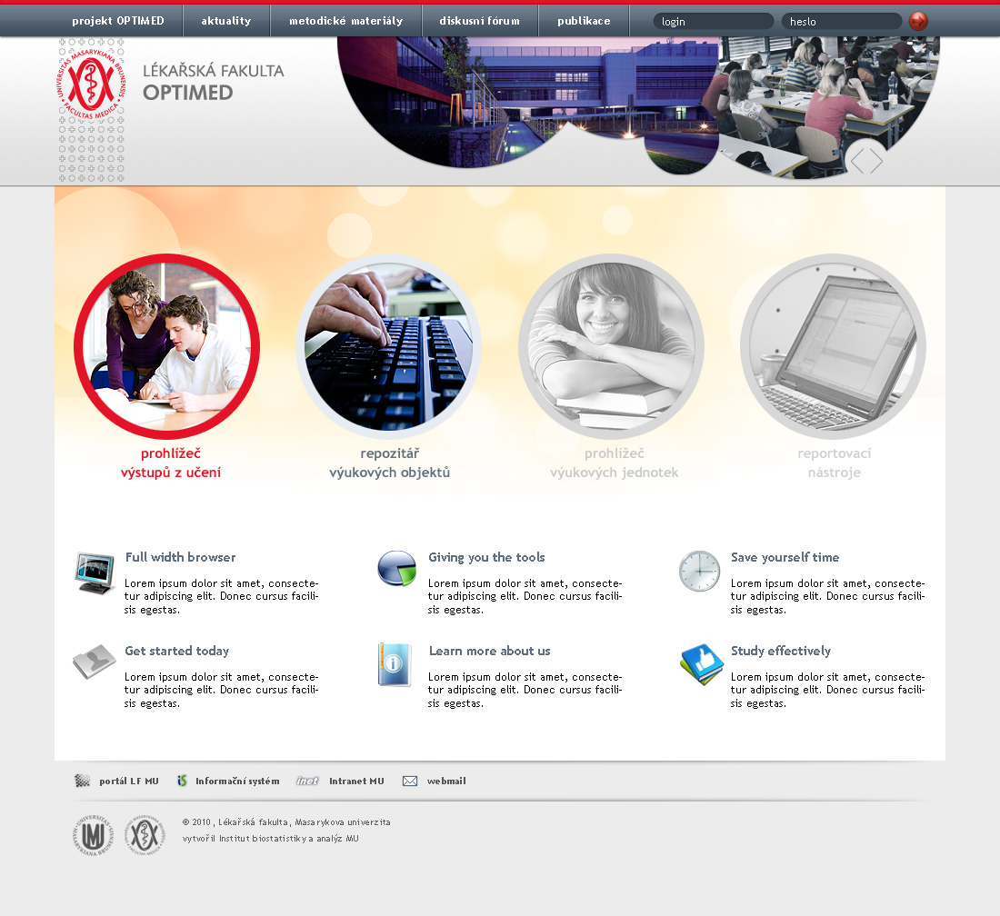 projekt OPTIMED
aktuality
metodické materiály
diskusní fórum
publikace
login
heslo
UNIVERSITAS MASARYKIANA BRUNENSIS
FACULTAS MEDICA
LÉKAŘSKÁ FAKULTA
OPTIMED
prohlížeč
výstupů z učení
repozitář
výukových objektů
prohlížeč
výukových jednotek
reportovací
nástroje
Full width browser
Lorem ipsum dolor sit amet, consecte-
tur adipiscing elit. Donec cursus facili-
sis egestas.
Giving you the tools
Lorem ipsum dolor sit amet, consecte-
tur adipiscing elit. Donec cursus facili-
sis egestas.
Save yourself time
Lorem ipsum dolor sit amet, consecte-
tur adipiscing elit. Donec cursus facili-
sis egestas.
Get started today
Lorem ipsum dolor sit amet, consecte-
tur adipiscing elit. Donec cursus facili-
sis egestas.
Learn more about us
Lorem ipsum dolor sit amet, consecte-
tur adipiscing elit. Donec cursus facili-
sis egestas.
Study effectively
Lorem ipsum dolor sit amet, consecte-
tur adipiscing elit. Donec cursus facili-
sis egestas.
portál LF MU
iS
Informační systém
inet
Intranet MU
webmail
UNIVERSITAS MASARYKIANA BRUNENSIS
MU
UNIVERSITAS MASARYKIANA BRUNENSIS
FACULTAS MEDICA
© 2010, Lékařská fakulta, Masarykova univerzita
vytvořil Institut biostatistiky a analýz MU